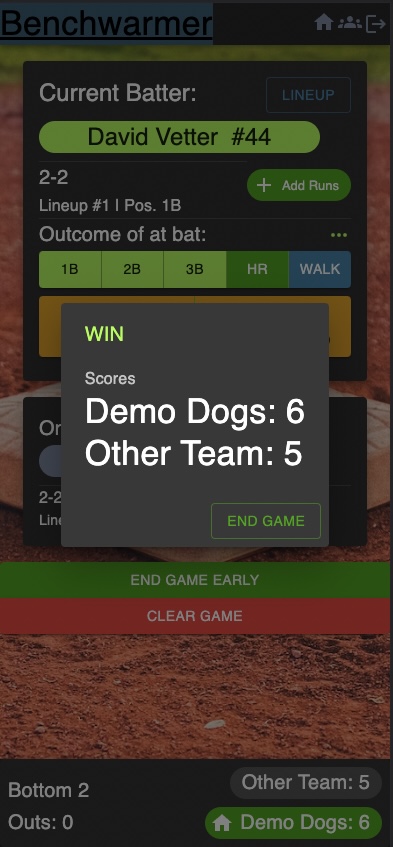 Benchwarmer
Current Batter:
LINEUP
David Vetter #44
2-2
Lineup #1 | Pos. 1B
Add Runs
Outcome of at bat:
1B
2B
3B
HR
WALK
WIN
Scores
Demo Dogs: 6
Other Team: 5
END GAME
2-2
END GAME EARLY
CLEAR GAME
Bottom 2
Outs: 0
Other Team: 5
Demo Dogs: 6